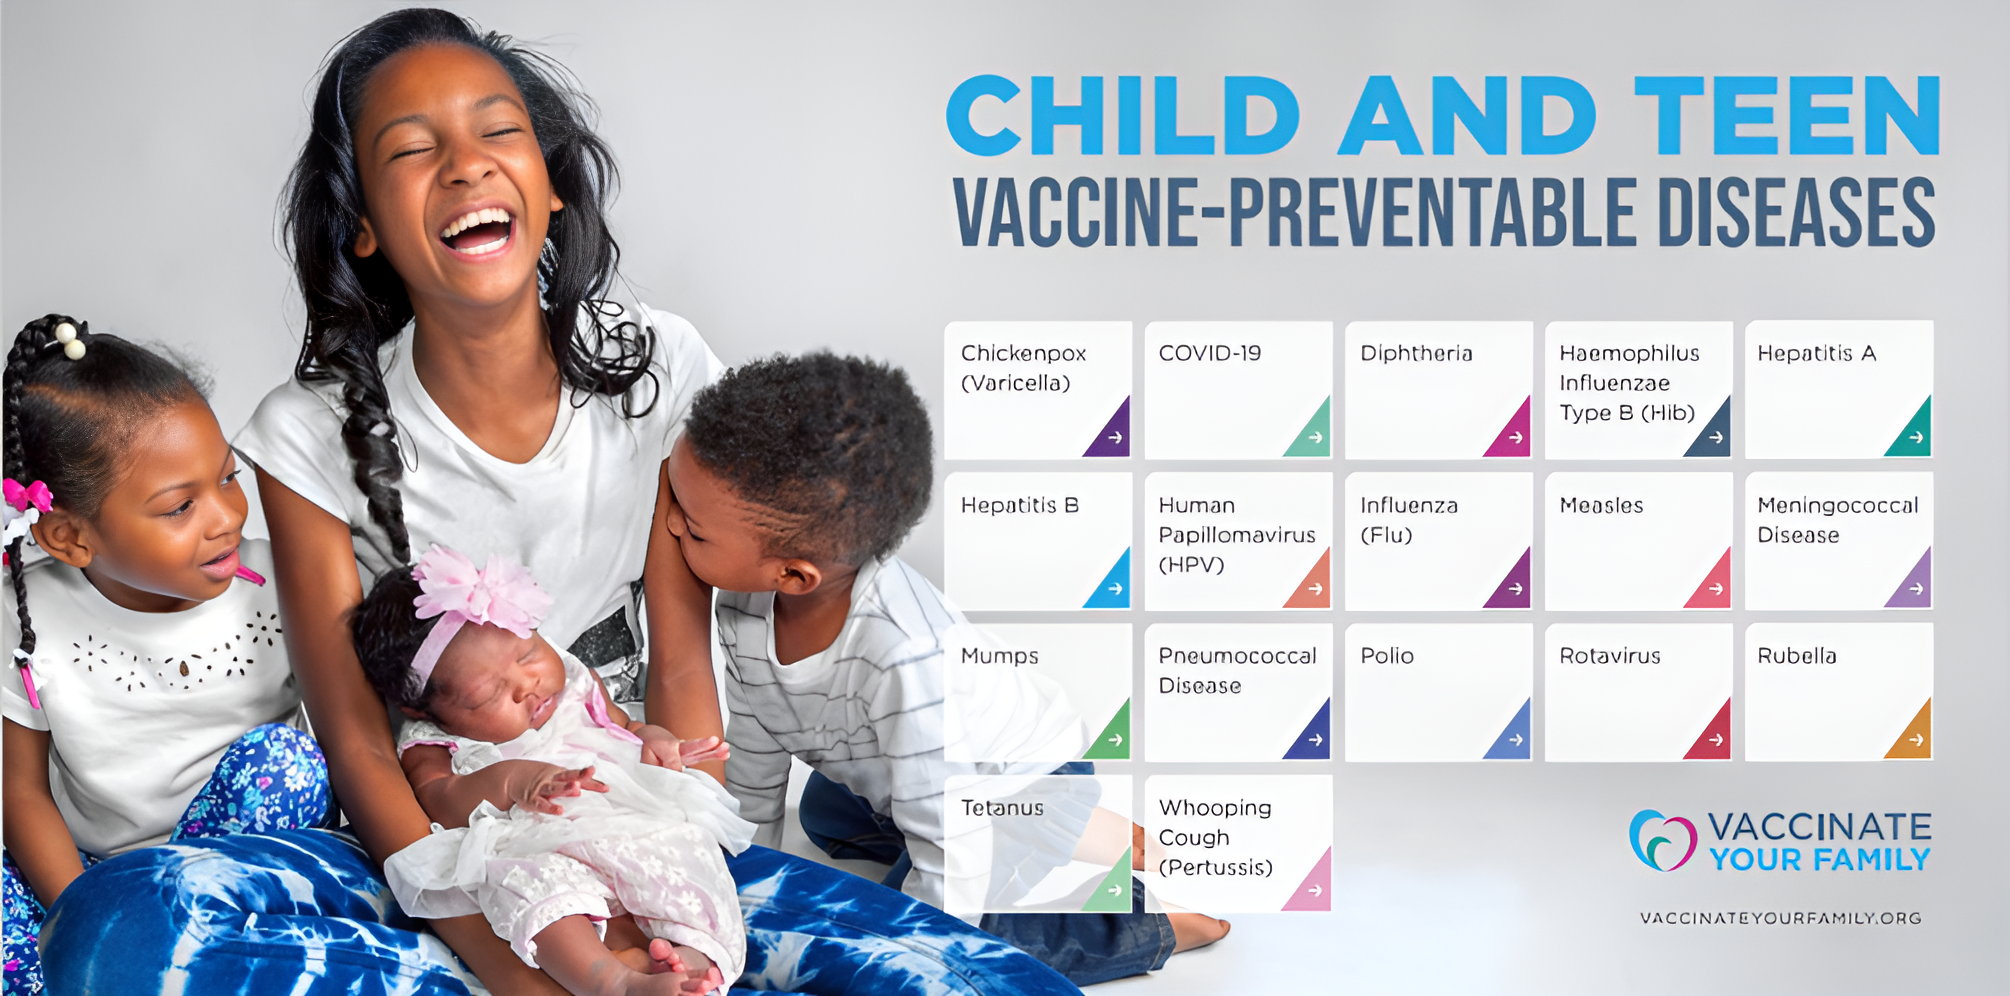 CHILD AND TEEN
VACCINE-PREVENTABLE DISEASES
Chickenpox
(Varicella)
COVID-19
Diphtheria
Haemophilus
Influenzae
Type B (Hib)
Hepatitis A
Hepatitis B
Human
Papillomavirus
(HPV)
Influenza
(Flu)
Measles
Meningococcal
Disease
Mumps
Pneumococcal
Disease
Polio
Rotavirus
Rubella
Tetanus
Whooping
Cough
(Pertussis)
VACCINATE
YOUR FAMILY
VACCINATEYOURFAMILY.ORG